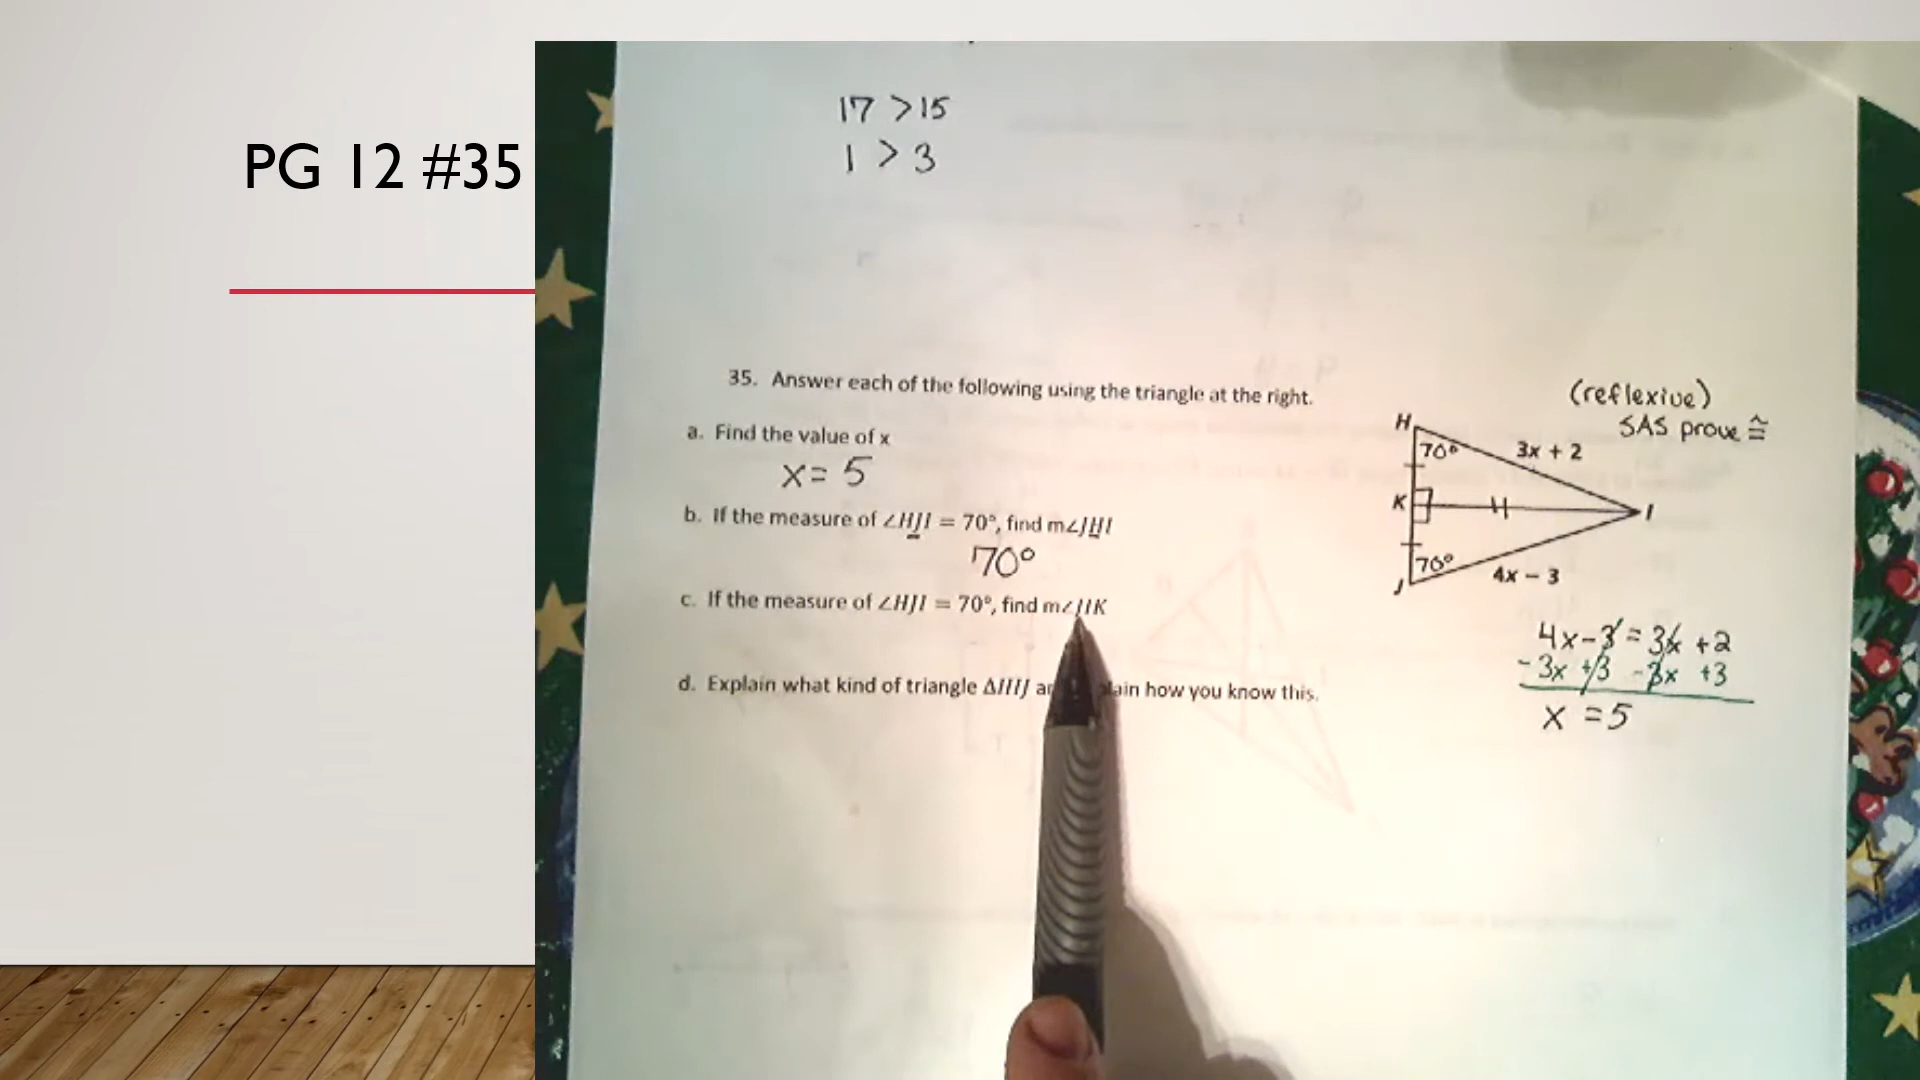 PG 12 #35
17 > 15
1 > 3
35. Answer each of the following using the triangle at the right.
(reflexive)
SAS prove ≅
a. Find the value of x
x = 5
b. If the measure of ∠HJI = 70°, find m∠JHI
70°
c. If the measure of ∠HJI = 70°, find m∠JIK
d. Explain what kind of triangle ΔHIJ how you know this.
H
70°
3x + 2
K
I
70°
J
4x − 3
4x − 3 = 3x + 2
− 3x + 3 − 3x + 3
x = 5